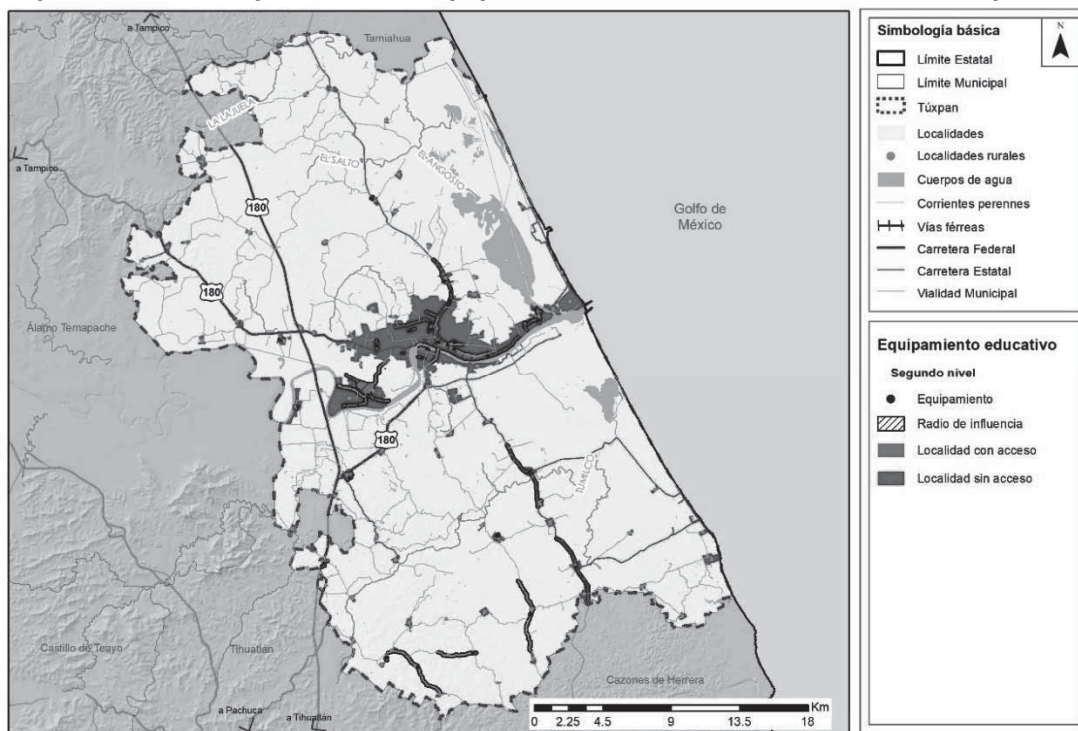 a Tampico
Tamiahua
LA LAJUELA
a Tampico
EL SALTO
EL ANGOSTO
180
Golfo de
México
180
Álamo Temapache
180
TUMILCO
Castillo de Teayo
Tihuatlán
Cazones de Herrera
a Pachuca
a Tihuatlán
Km
0 2.25 4.5 9 13.5 18
Simbología básica
N
Límite Estatal
Límite Municipal
Túxpan
Localidades
Localidades rurales
Cuerpos de agua
Corrientes perennes
Vías férreas
Carretera Federal
Carretera Estatal
Vialidad Municipal
Equipamiento educativo
Segundo nivel
Equipamiento
Radio de influencia
Localidad con acceso
Localidad sin acceso